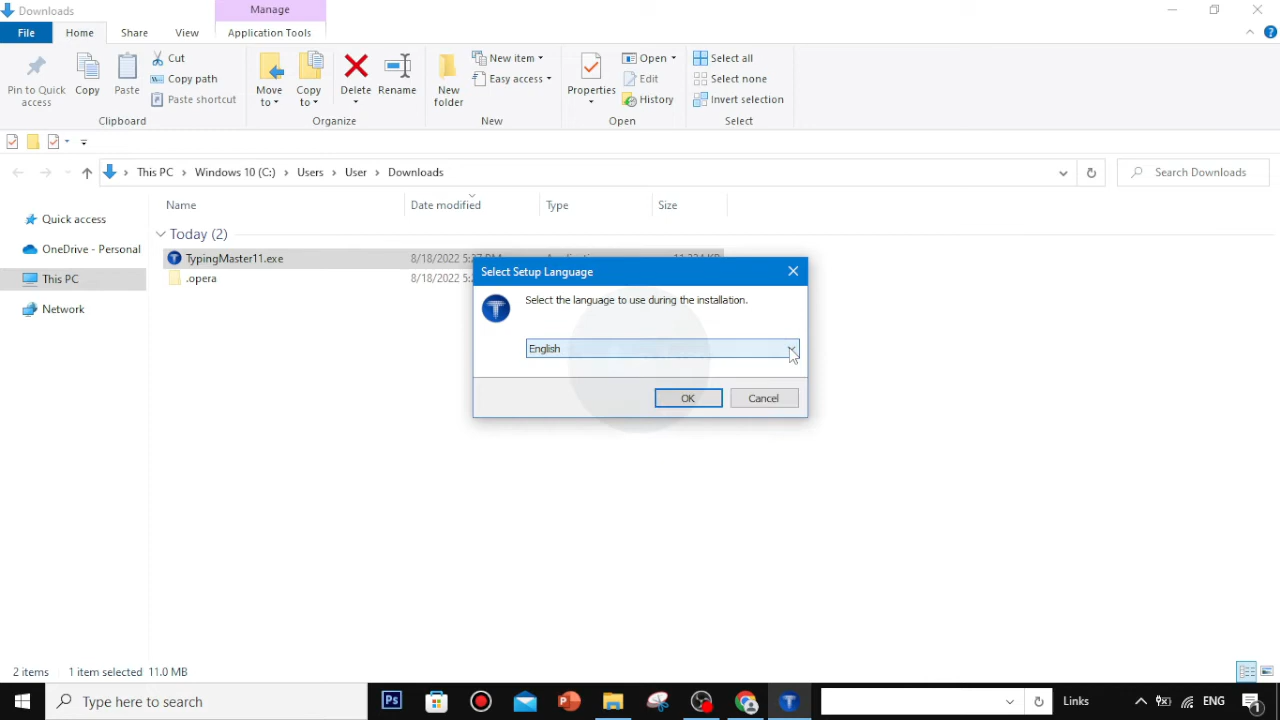 Downloads
Manage
File
Home
Share
View
Application Tools
Pin to Quick access
Copy
Paste
Cut
Copy path
Paste shortcut
Clipboard
Move to
Copy to
Delete
Rename
Organize
New folder
New item
Easy access
New
Properties
Open
Edit
History
Open
Select all
Select none
Invert selection
Select
This PC > Windows 10 (C:) > Users > User > Downloads
Search Downloads
Name
Date modified
Type
Size
Quick access
OneDrive - Personal
This PC
Network
Today (2)
TypingMaster11.exe 8/18/2022
.opera 8/18/2022
Select Setup Language
Select the language to use during the installation.
English
OK
Cancel
2 items 1 item selected 11.0 MB
Type here to search
Ps
Links
ENG
1